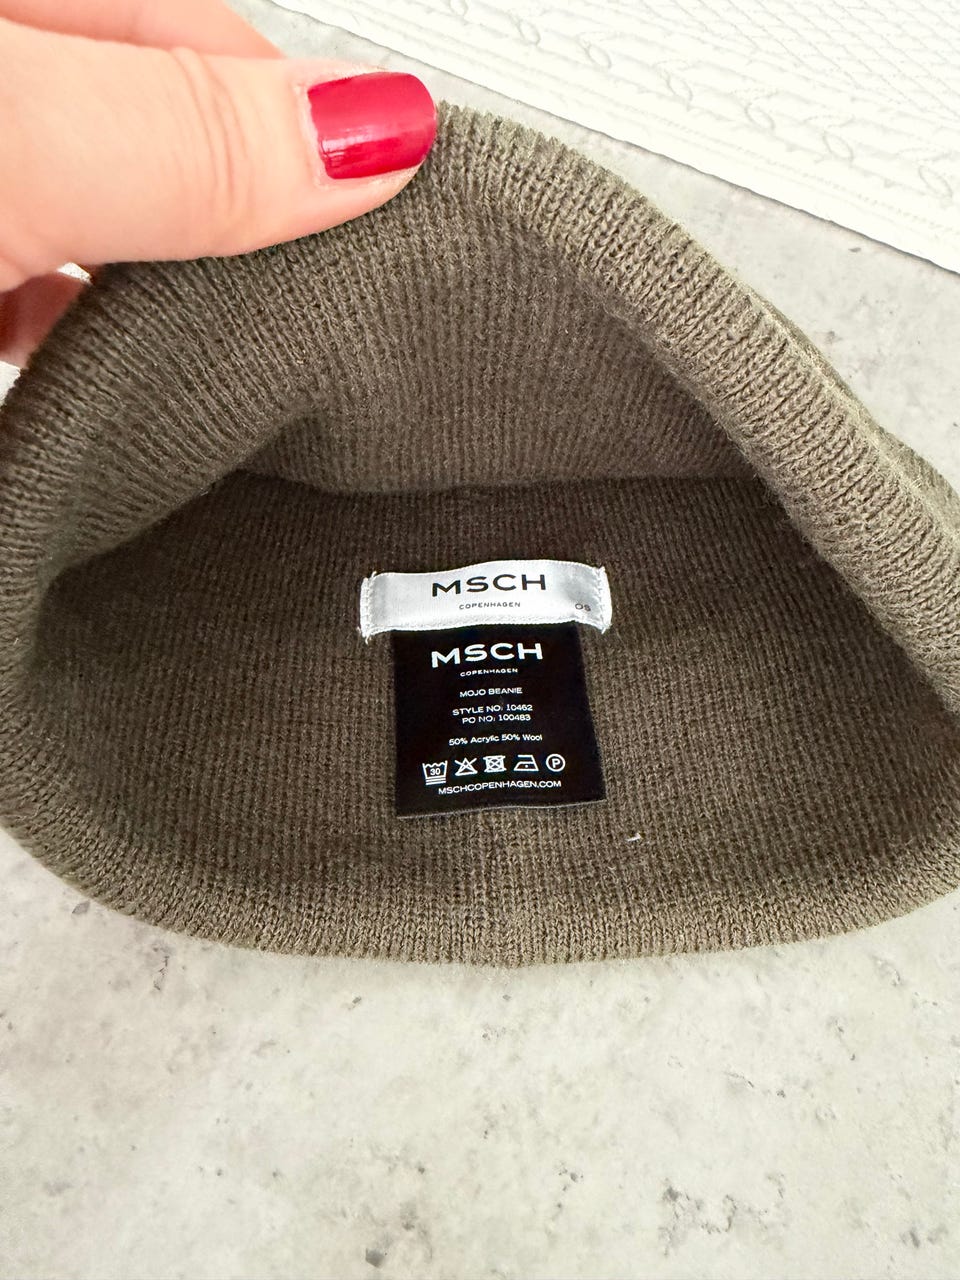 MSCH
COPENHAGEN
OS
MSCH
COPENHAGEN
MOJO BEANIE
STYLE NO: 10462
PO NO: 100483
50% Acrylic 50% Wool
30
P
MSCHCOPENHAGEN.COM